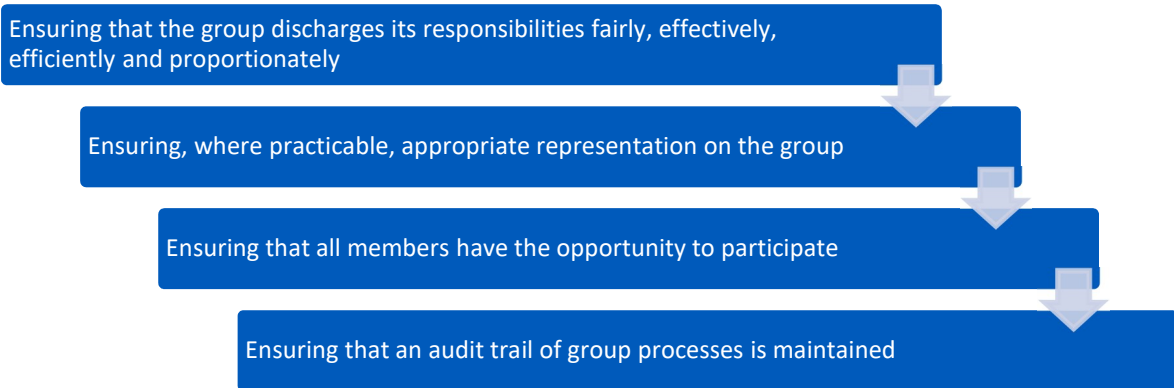 Ensuring that the group discharges its responsibilities fairly, effectively,
efficiently and proportionately
Ensuring, where practicable, appropriate representation on the group
Ensuring that all members have the opportunity to participate
Ensuring that an audit trail of group processes is maintained